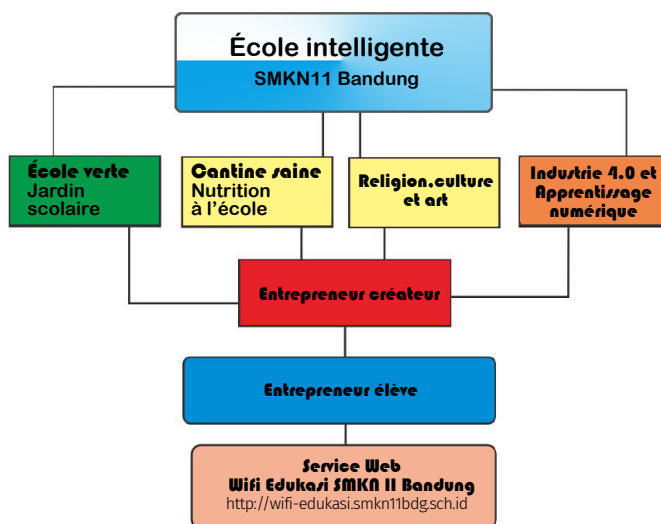 École intelligente
SMKN11 Bandung
École verte
Jardin
scolaire
Cantine saine
Nutrition
à l'école
Religion,culture
et art
Industrie 4.0 et
Apprentissage
numérique
Entrepreneur créateur
Entrepreneur élève
Service Web
Wifi Edukasi SMKN II Bandung
http://wifi-edukasi.smkn11bdg.sch.id